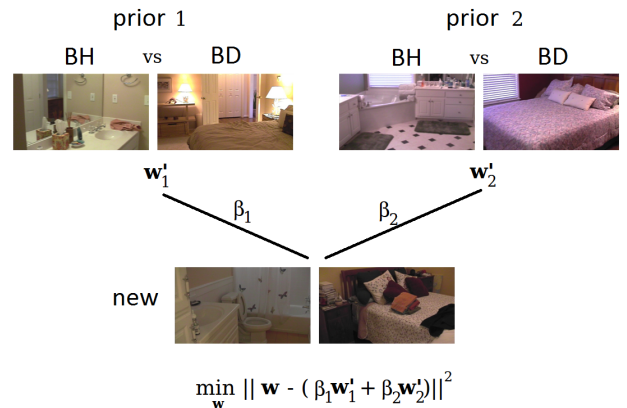 prior 1 prior 2
BH vs BD BH vs BD
w'1 w'2
β1 β2
new
min w || w - ( β1w'1 + β2w'2)||²